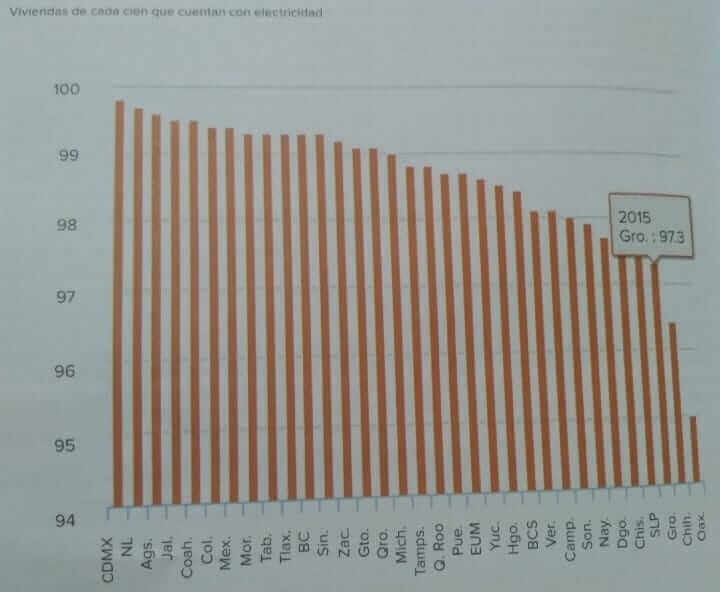 Viviendas de cada cien que cuentan con electricidad
100
99
98
97
96
95
94
2015
Gro. : 97.3
CDMX
NL
Ags.
Jal.
Coah.
Col.
Mex.
Mor.
Tab.
Tlax.
BC
Sin.
Zac.
Gto.
Qro.
Mich.
Tamps.
Q. Roo
Pue.
EUM
Yuc.
Hgo.
BCS
Ver.
Camp.
Son.
Nay.
Dgo.
Chis.
SLP
Gro.
Chih.
Oax.